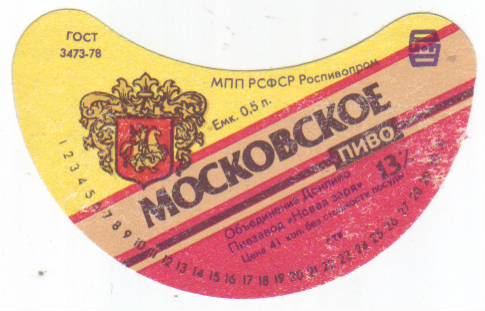 ГОСТ
3473-78
МПП РСФСР Роспивопром
Емк. 0,5 л.
МОСКОВСКОЕ
ПИВО
13%
Объединение
Пивзавод «Новая заря»
Цена 41 коп. без стоимости посуды
1 2 3 4 5 6 7 8 9 10 11 12 13 14 15 16 17 18 19 20 21 22 23 24 25 26 27 28 29 30 31